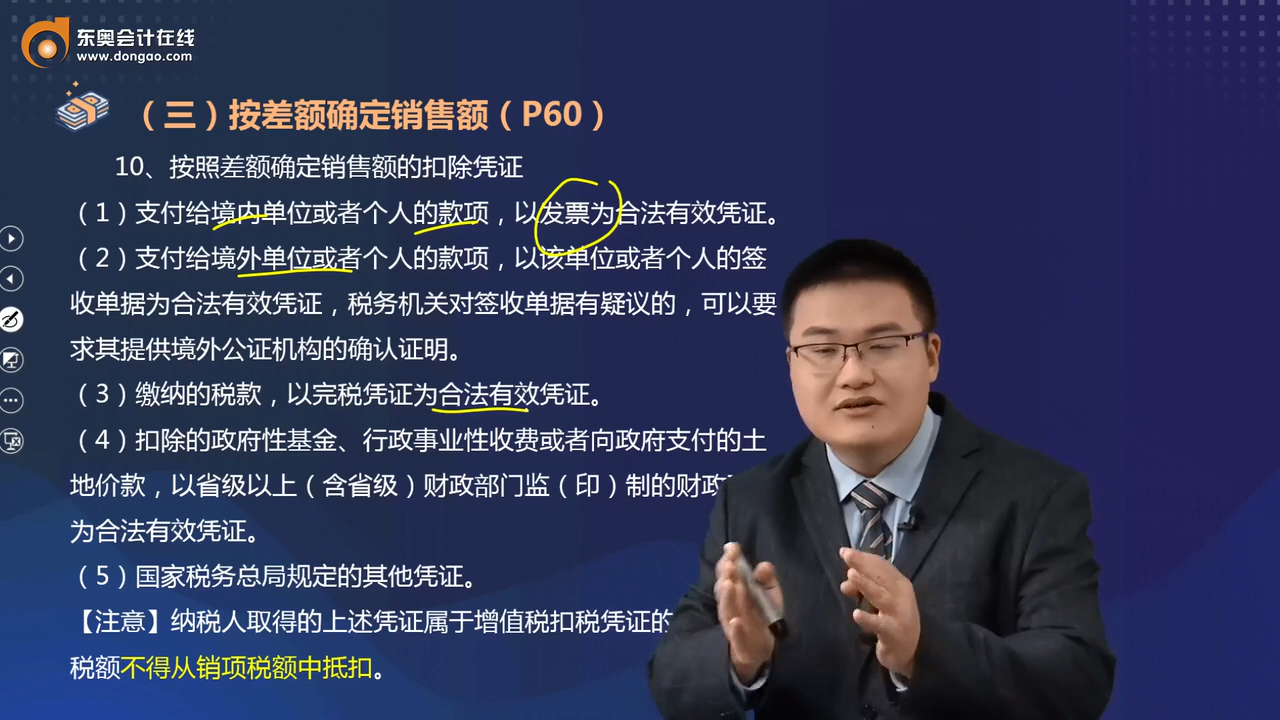 东奥会计在线
www.dongao.com
（三）按差额确定销售额（P60）
10、按照差额确定销售额的扣除凭证
（1）支付给境内单位或者个人的款项，以发票为合法有效凭证。
（2）支付给境外单位或者个人的款项，以该单位或者个人的签
收单据为合法有效凭证，税务机关对签收单据有疑议的，可以要
求其提供境外公证机构的确认证明。
（3）缴纳的税款，以完税凭证为合法有效凭证。
（4）扣除的政府性基金、行政事业性收费或者向政府支付的土
地价款，以省级以上（含省级）财政部门监（印）制的财政
为合法有效凭证。
（5）国家税务总局规定的其他凭证。
【注意】纳税人取得的上述凭证属于增值税扣税凭证的
税额不得从销项税额中抵扣。